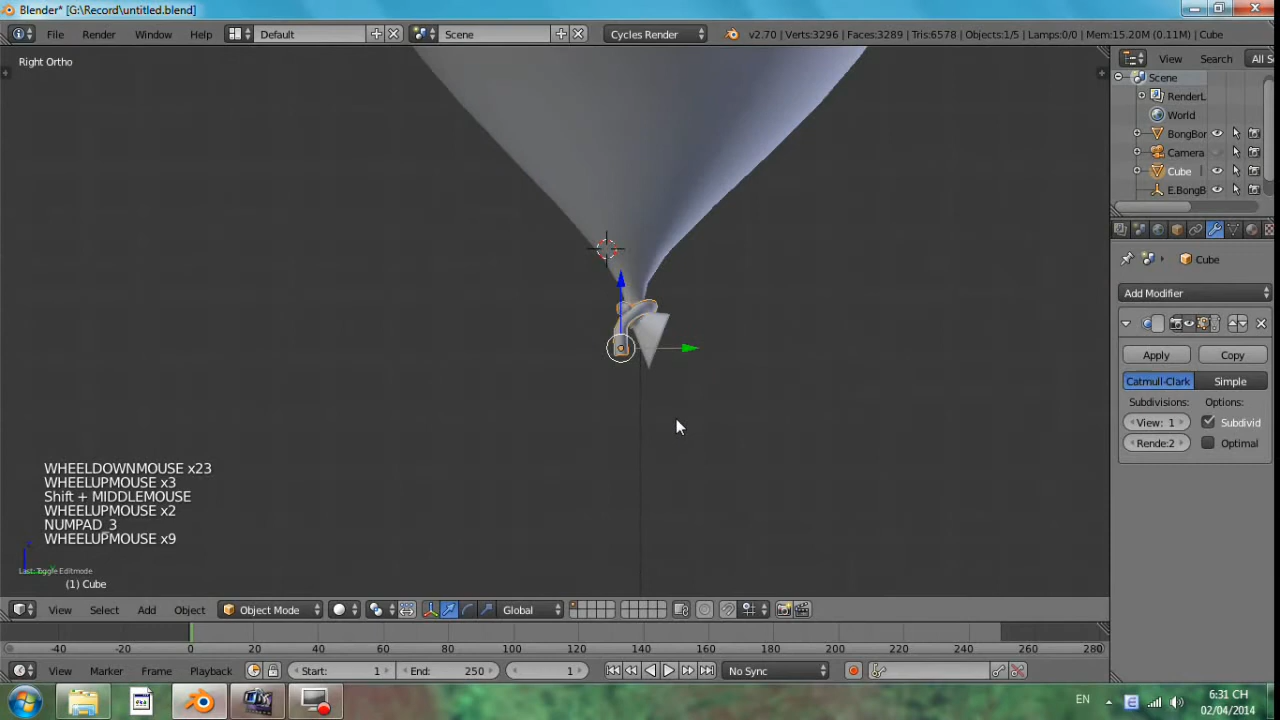 Blender* [G:\Record\untitled.blend]
File Render Window Help Default Scene Cycles Render v2.70 | Verts:3296 | Faces:3289 | Tris:6578 | Objects:1/5 | Lamps:0/0 | Mem:15.20M (0.11M) | Cube
View Search All S
Right Ortho
Scene
RenderL
World
BongBor
Camera
Cube
E.BongB
Cube
Add Modifier
Apply Copy
Catmull-Clark Simple
Subdivisions: Options:
View: 1 Subdivid
Rende:2 Optimal
WHEELDOWNMOUSE x23
WHEELUPMOUSE x3
Shift + MIDDLEMOUSE
WHEELUPMOUSE x2
NUMPAD_3
WHEELUPMOUSE x9
Last: Toggle Editmode
(1) Cube
View Select Add Object Object Mode Global
-40 -20 0 20 40 60 80 100 120 140 160 180 200 220 240 260 280
View Marker Frame Playback Start: 1 End: 250 1 No Sync
EN 6:31 CH
02/04/2014